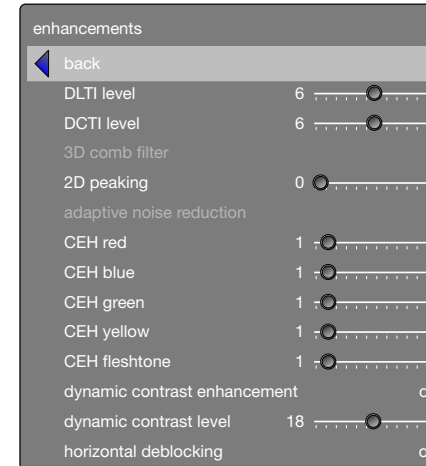 enhancements
back
DLTI level 6
DCTI level 6
3D comb filter
2D peaking 0
adaptive noise reduction
CEH red 1
CEH blue 1
CEH green 1
CEH yellow 1
CEH fleshtone 1
dynamic contrast enhancement
dynamic contrast level 18
horizontal deblocking